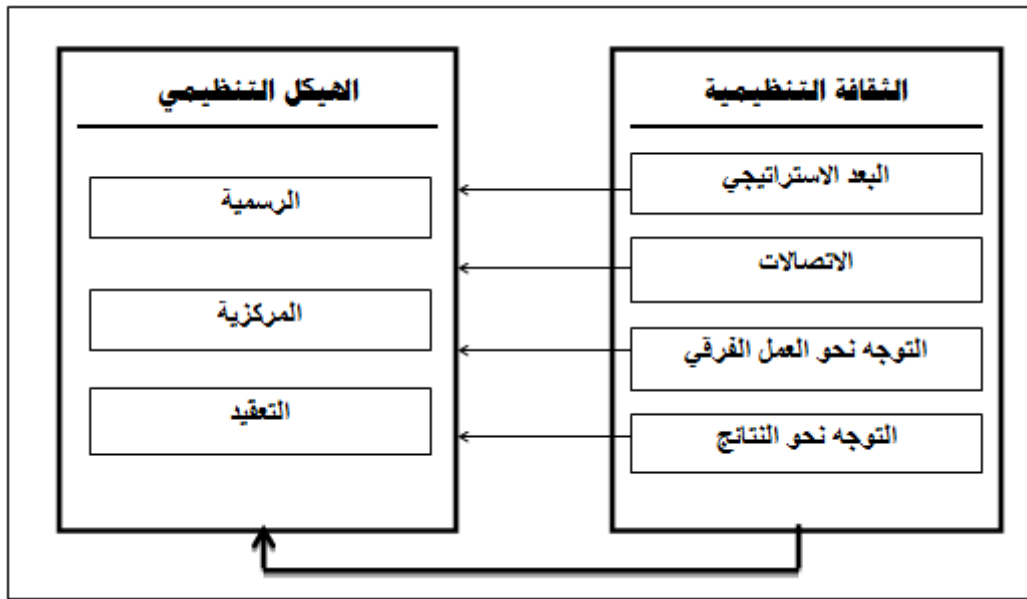 الثقافة التنظيمية
البعد الاستراتيجي
الاتصالات
التوجه نحو العمل الفرقي
التوجه نحو النتائج
الهيكل التنظيمي
الرسمية
المركزية
التعقيد